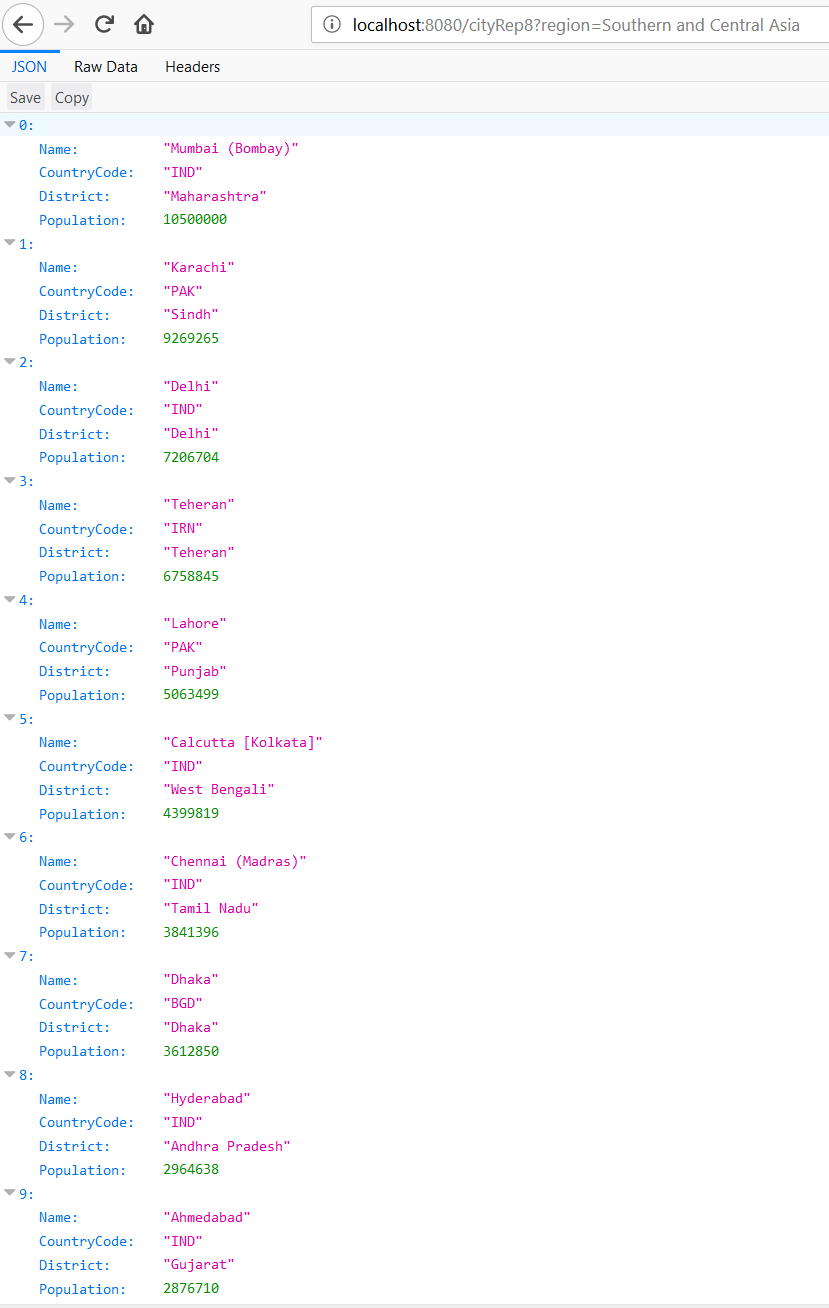 localhost:8080/cityRep8?region=Southern and Central Asia
JSON Raw Data Headers
Save Copy
0:
Name: "Mumbai (Bombay)"
CountryCode: "IND"
District: "Maharashtra"
Population: 10500000
1:
Name: "Karachi"
CountryCode: "PAK"
District: "Sindh"
Population: 9269265
2:
Name: "Delhi"
CountryCode: "IND"
District: "Delhi"
Population: 7206704
3:
Name: "Teheran"
CountryCode: "IRN"
District: "Teheran"
Population: 6758845
4:
Name: "Lahore"
CountryCode: "PAK"
District: "Punjab"
Population: 5063499
5:
Name: "Calcutta [Kolkata]"
CountryCode: "IND"
District: "West Bengali"
Population: 4399819
6:
Name: "Chennai (Madras)"
CountryCode: "IND"
District: "Tamil Nadu"
Population: 3841396
7:
Name: "Dhaka"
CountryCode: "BGD"
District: "Dhaka"
Population: 3612850
8:
Name: "Hyderabad"
CountryCode: "IND"
District: "Andhra Pradesh"
Population: 2964638
9:
Name: "Ahmedabad"
CountryCode: "IND"
District: "Gujarat"
Population: 2876710